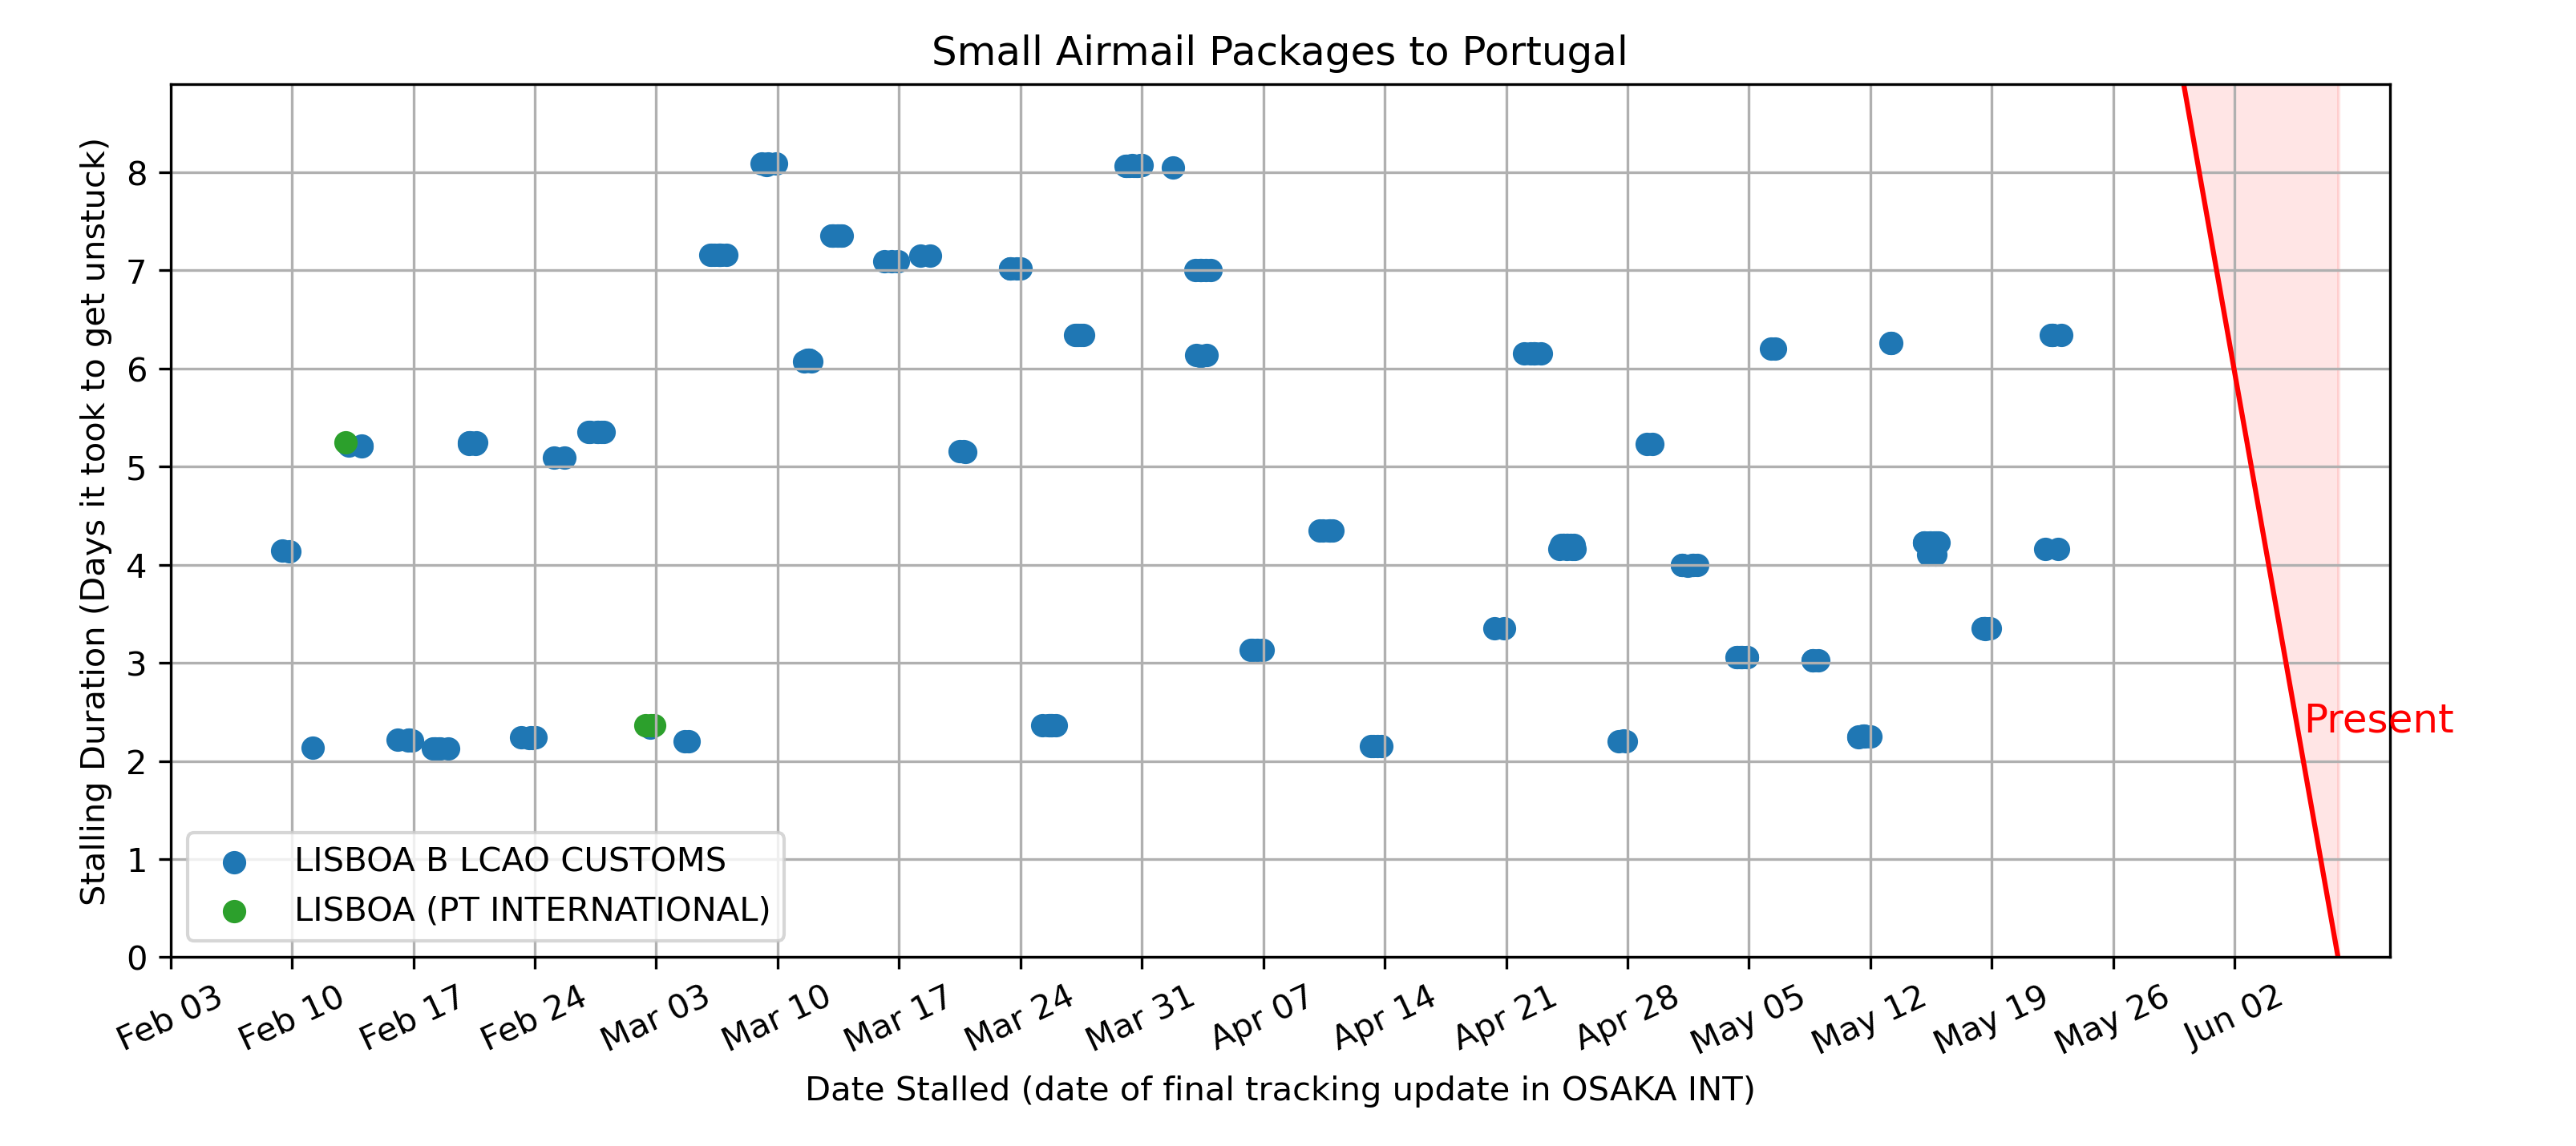 Small Airmail Packages to Portugal
Stalling Duration (Days it took to get unstuck)
8
7
6
5
4
3
2
1
0
Present
LISBOA B LCAO CUSTOMS
LISBOA (PT INTERNATIONAL)
Feb 03 Feb 10 Feb 17 Feb 24 Mar 03 Mar 10 Mar 17 Mar 24 Mar 31 Apr 07 Apr 14 Apr 21 Apr 28 May 05 May 12 May 19 May 26 Jun 02
Date Stalled (date of final tracking update in OSAKA INT)